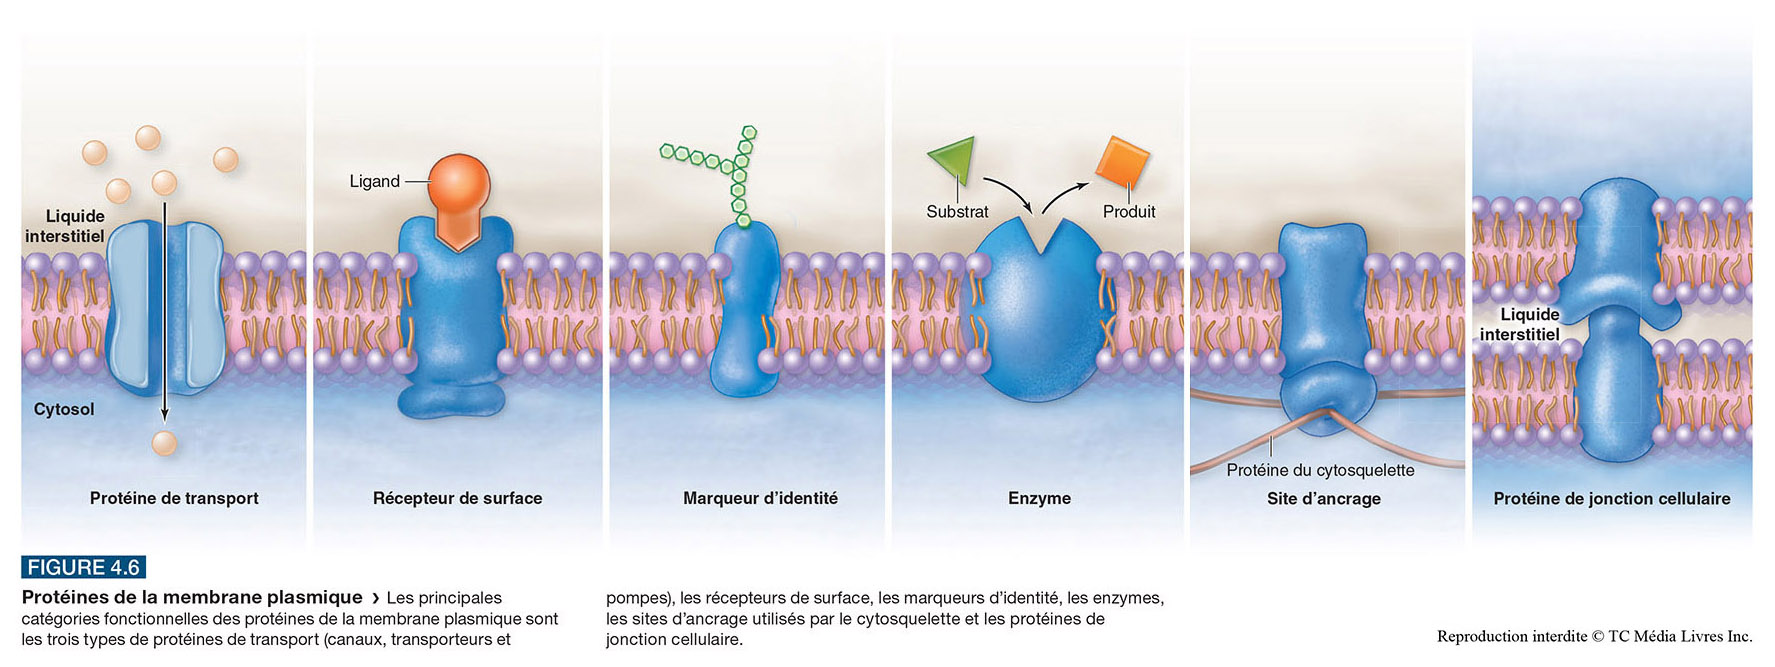 Liquide
interstitiel
Cytosol
Protéine de transport
Ligand
Récepteur de surface
Marqueur d’identité
Substrat
Produit
Enzyme
Protéine du cytosquelette
Site d’ancrage
Liquide
interstitiel
Protéine de jonction cellulaire
FIGURE 4.6
Protéines de la membrane plasmique › Les principales
catégories fonctionnelles des protéines de la membrane plasmique sont
les trois types de protéines de transport (canaux, transporteurs et
pompes), les récepteurs de surface, les marqueurs d’identité, les enzymes,
les sites d’ancrage utilisés par le cytosquelette et les protéines de
jonction cellulaire.
Reproduction interdite © TC Média Livres Inc.